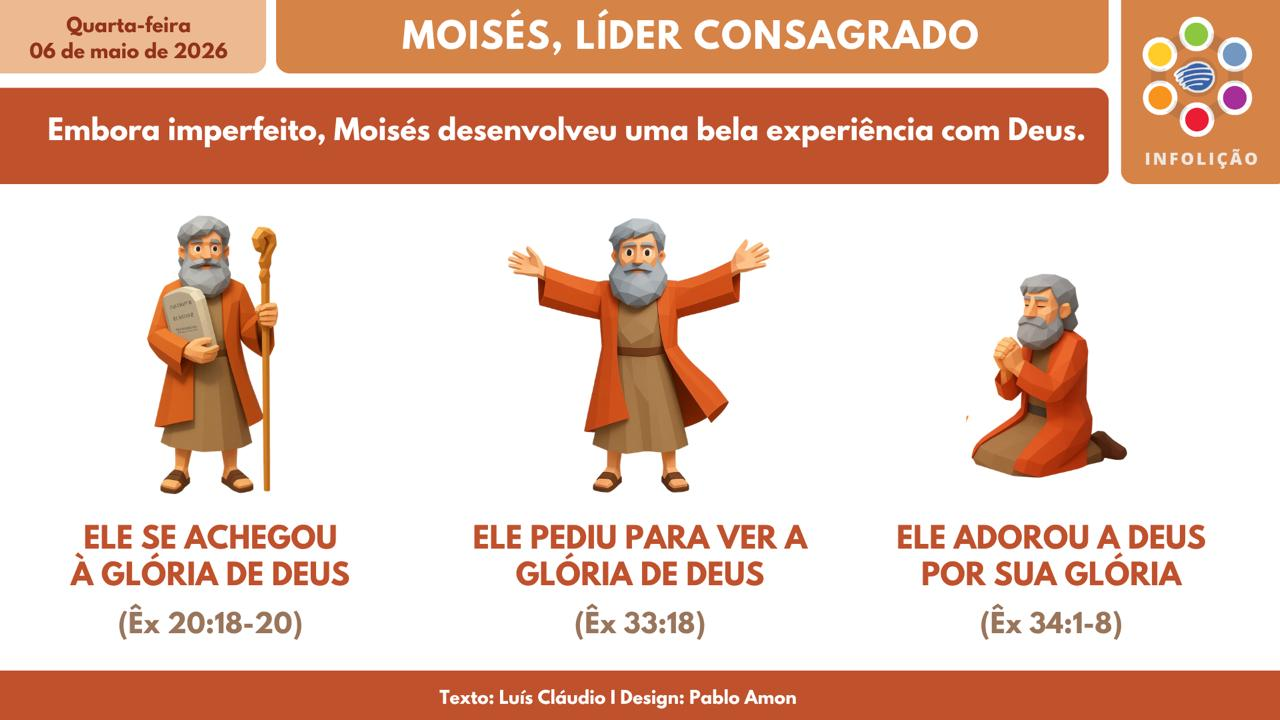 Quarta-feira
06 de maio de 2026
MOISÉS, LÍDER CONSAGRADO
Embora imperfeito, Moisés desenvolveu uma bela experiência com Deus.
INFOLIÇÃO
ELE SE ACHEGOU
À GLÓRIA DE DEUS
(Êx 20:18-20)
ELE PEDIU PARA VER A
GLÓRIA DE DEUS
(Êx 33:18)
ELE ADOROU A DEUS
POR SUA GLÓRIA
(Êx 34:1-8)
Texto: Luís Cláudio I Design: Pablo Amon